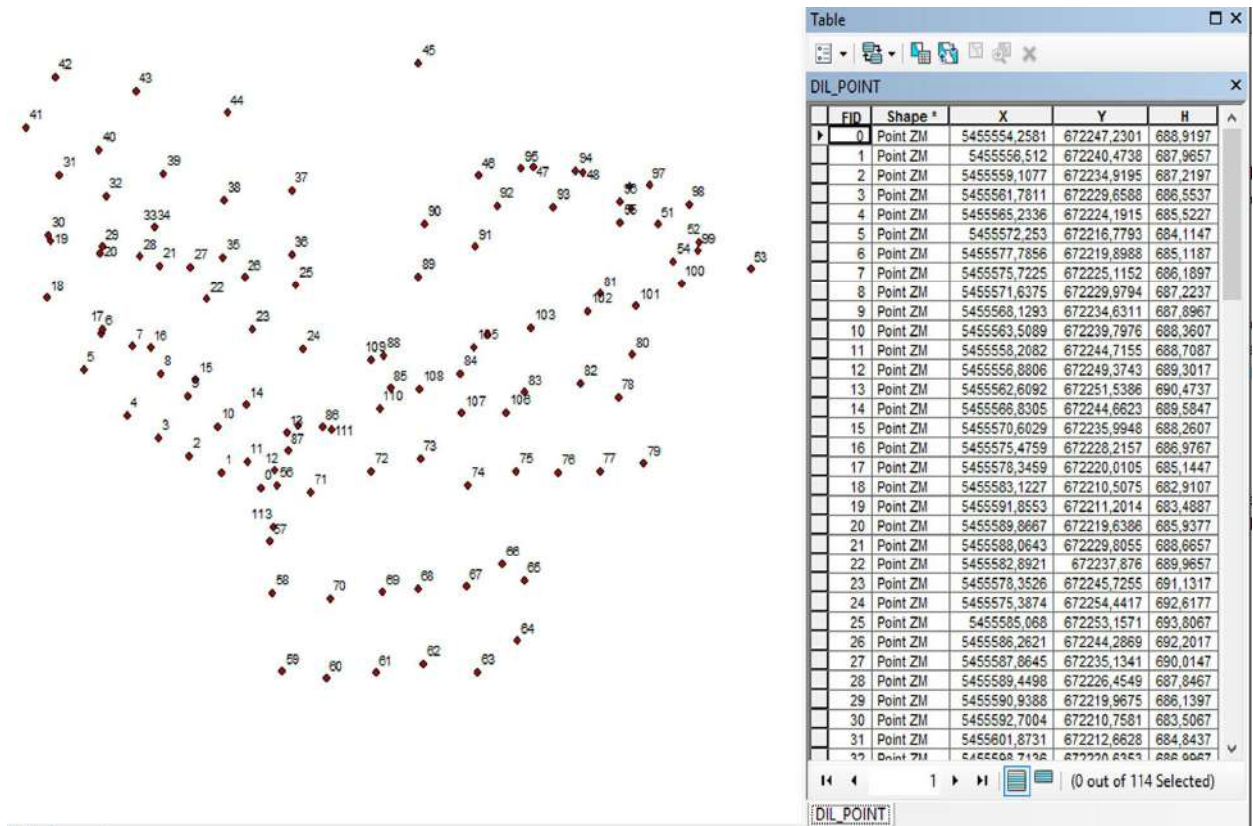 45
42
43
44
41
40
31
39
32
38
37
46
95
47
94
48
97
92
93
98
30
19
33
34
29
20
28
21
27
35
36
90
91
55
51
52
99
54
53
18
22
26
25
89
81
100
102
101
17
6
7
16
23
24
103
105
5
8
15
109
88
84
80
4
14
85
108
83
82
78
3
10
86
111
110
107
106
2
11
87
73
1
12
0
56
71
72
74
75
76
77
79
113
57
66
58
70
69
68
67
65
64
59
60
61
62
63
Table
DIL_POINT
FID Shape * X Y H
0 Point ZM 5455554,2581 672247,2301 688,9197
1 Point ZM 5455556,512 672240,4738 687,9657
2 Point ZM 5455559,1077 672234,9195 687,2197
3 Point ZM 5455561,7811 672229,6588 686,5537
4 Point ZM 5455565,2336 672224,1915 685,5227
5 Point ZM 5455572,253 672216,7793 684,1147
6 Point ZM 5455577,7856 672219,8988 685,1187
7 Point ZM 5455575,7225 672225,1152 686,1897
8 Point ZM 5455571,6375 672229,9794 687,2237
9 Point ZM 5455568,1293 672234,6311 687,8967
10 Point ZM 5455563,5089 672239,7976 688,3607
11 Point ZM 5455558,2082 672244,7155 688,7087
12 Point ZM 5455556,8806 672249,3743 689,3017
13 Point ZM 5455562,6092 672251,5386 690,4737
14 Point ZM 5455566,8305 672244,6623 689,5847
15 Point ZM 5455570,6029 672235,9948 688,2607
16 Point ZM 5455575,4759 672228,2157 686,9767
17 Point ZM 5455578,3459 672220,0105 685,1447
18 Point ZM 5455583,1227 672210,5075 682,9107
19 Point ZM 5455591,8553 672211,2014 683,4887
20 Point ZM 5455589,8667 672219,6386 685,9377
21 Point ZM 5455588,0643 672229,8055 688,6657
22 Point ZM 5455582,8921 672237,876 689,9657
23 Point ZM 5455578,3526 672245,7255 691,1317
24 Point ZM 5455575,3874 672254,4417 692,6177
25 Point ZM 5455585,068 672253,1571 693,8067
26 Point ZM 5455586,2621 672244,2869 692,2017
27 Point ZM 5455587,8645 672235,1341 690,0147
28 Point ZM 5455589,4498 672226,4549 687,8467
29 Point ZM 5455590,9388 672219,9675 686,1397
30 Point ZM 5455592,7004 672210,7581 683,5067
31 Point ZM 5455601,8731 672212,6628 684,8437
32 Point ZM 5455598,7136 672220,6353 686,9967
1 (0 out of 114 Selected)
DIL_POINT